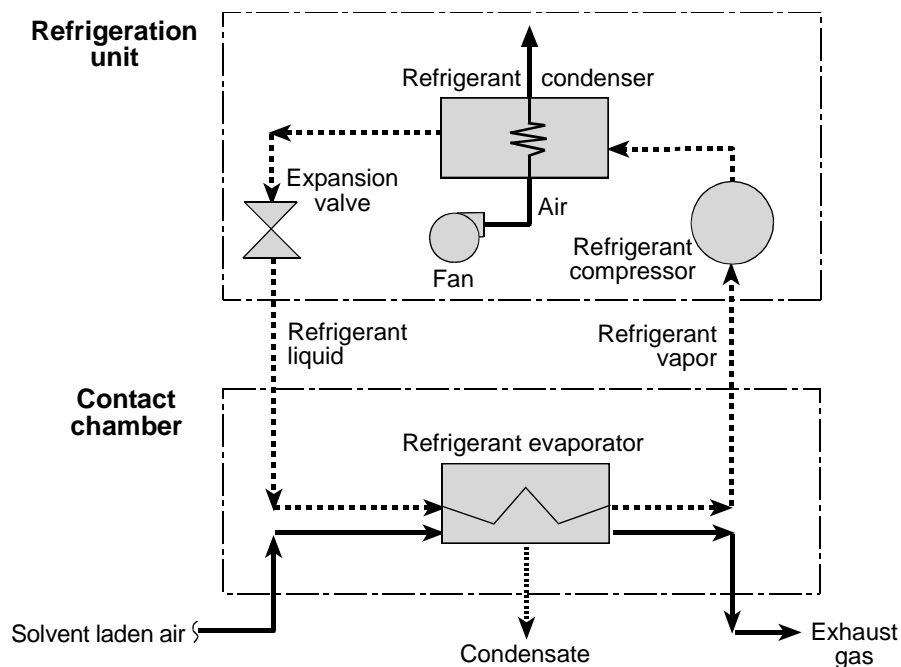 Refrigeration
unit
Refrigerant condenser
Expansion
valve
Air
Fan
Refrigerant
compressor
Refrigerant
liquid
Refrigerant
vapor
Contact
chamber
Refrigerant evaporator
Solvent laden air
Condensate
Exhaust
gas